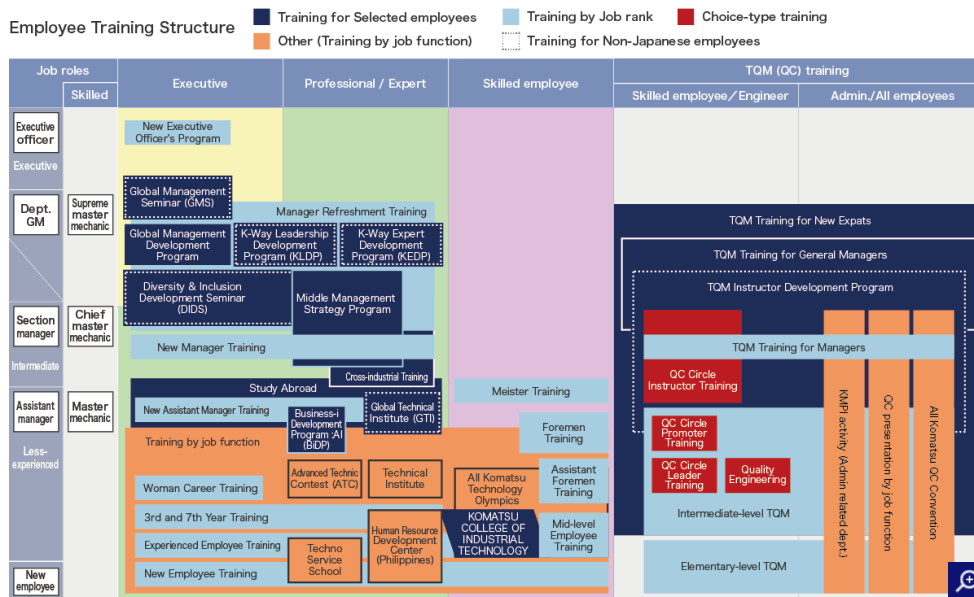 Employee Training Structure
Training for Selected employees
Training by Job rank
Choice-type training
Other (Training by job function)
Training for Non-Japanese employees
Job roles
Skilled
Executive
Professional / Expert
Skilled employee
TQM (QC) training
Skilled employee/Engineer
Admin./All employees
Executive
officer
Executive
Dept.
GM
Supreme
master
mechanic
Section
manager
Chief
master
mechanic
Intermediate
Assistant
manager
Master
mechanic
Less-
experienced
New
employee
New Executive
Officer's Program
Global Management
Seminar (GMS)
Manager Refreshment Training
Global Management
Development
Program
K-Way Leadership
Development
Program (KLDP)
K-Way Expert
Development
Program (KEDP)
Diversity & Inclusion
Development Seminar
(DIDS)
Middle Management
Strategy Program
New Manager Training
Cross-industrial Training
Study Abroad
New Assistant Manager Training
Business-i
Development
Program :AI
(BiDP)
Global Technical
Institute (GTI)
Training by job function
Woman Career Training
Advanced Technic
Contest (ATC)
Technical
Institute
3rd and 7th Year Training
Experienced Employee Training
New Employee Training
Techno
Service
School
Human Resource
Development
Center
(Philippines)
Meister Training
Foremen
Training
All Komatsu
Technology
Olympics
Assistant
Foremen
Training
KOMATSU
COLLEGE OF
INDUSTRIAL
TECHNOLOGY
Mid-level
Employee
Training
TQM Training for New Expats
TQM Training for General Managers
TQM Instructor Development Program
TQM Training for Managers
QC Circle
Instructor Training
QC Circle
Promoter
Training
QC Circle
Leader
Training
Quality
Engineering
Intermediate-level TQM
Elementary-level TQM
KMPI activity (Admin related dept.)
QC presentation by job function
All Komatsu QC Convention